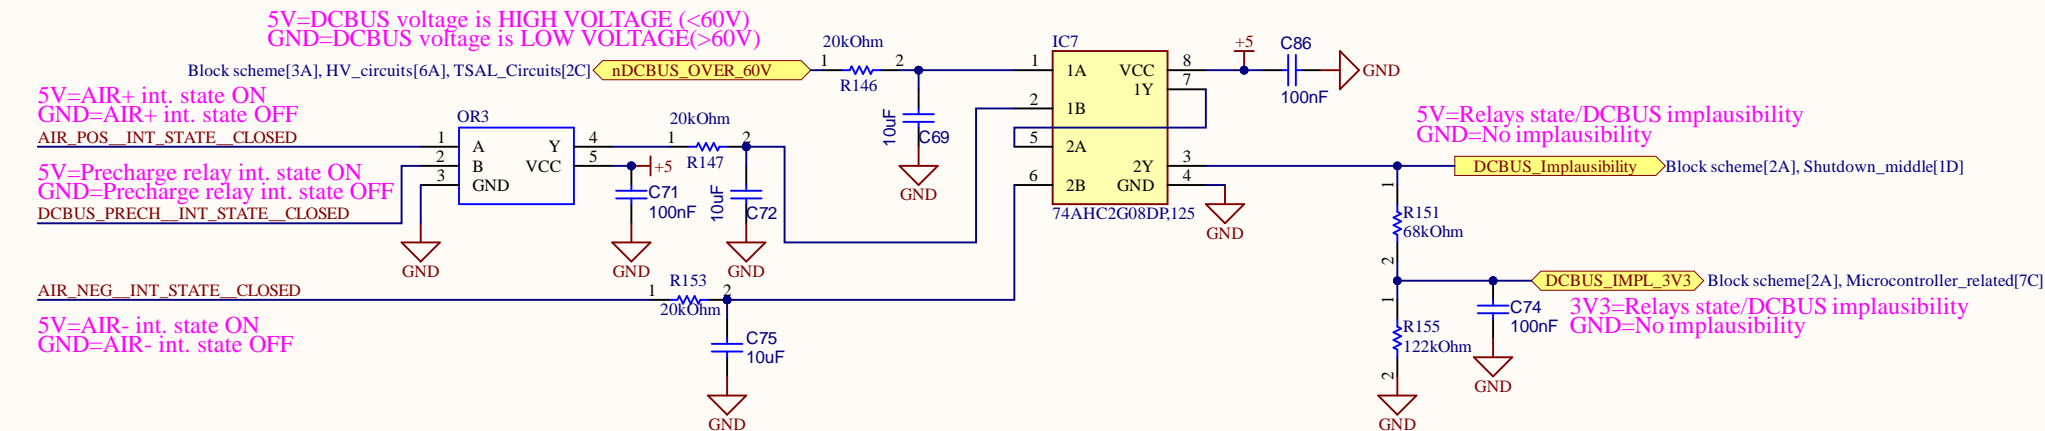 5V=DCBUS voltage is HIGH VOLTAGE (<60V)
GND=DCBUS voltage is LOW VOLTAGE(>60V)
Block scheme[3A], HV_circuits[6A], TSAL_Circuits[2C]
nDCBUS_OVER_60V
1
20kOhm
2
R146
10uF
C69
GND
5V=AIR+ int. state ON
GND=AIR+ int. state OFF
AIR_POS__INT_STATE__CLOSED
5V=Precharge relay int. state ON
GND=Precharge relay int. state OFF
DCBUS_PRECH__INT_STATE__CLOSED
OR3
1
2
3
A
B
GND
Y
VCC
4
5
GND
+5
C71
100nF
GND
1
20kOhm
2
R147
10uF
C72
GND
AIR_NEG__INT_STATE__CLOSED
5V=AIR- int. state ON
GND=AIR- int. state OFF
1
R153
2
20kOhm
C75
10uF
GND
IC7
1
2
5
6
1A
1B
2A
2B
VCC
1Y
2Y
GND
8
7
3
4
74AHC2G08DP,125
+5
C86
100nF
GND
GND
5V=Relays state/DCBUS implausibility
GND=No implausibility
DCBUS_Implausibility
Block scheme[2A], Shutdown_middle[1D]
1
R151
68kOhm
2
DCBUS_IMPL_3V3
Block scheme[2A], Microcontroller_related[7C]
3V3=Relays state/DCBUS implausibility
GND=No implausibility
C74
100nF
GND
1
R155
122kOhm
2
GND